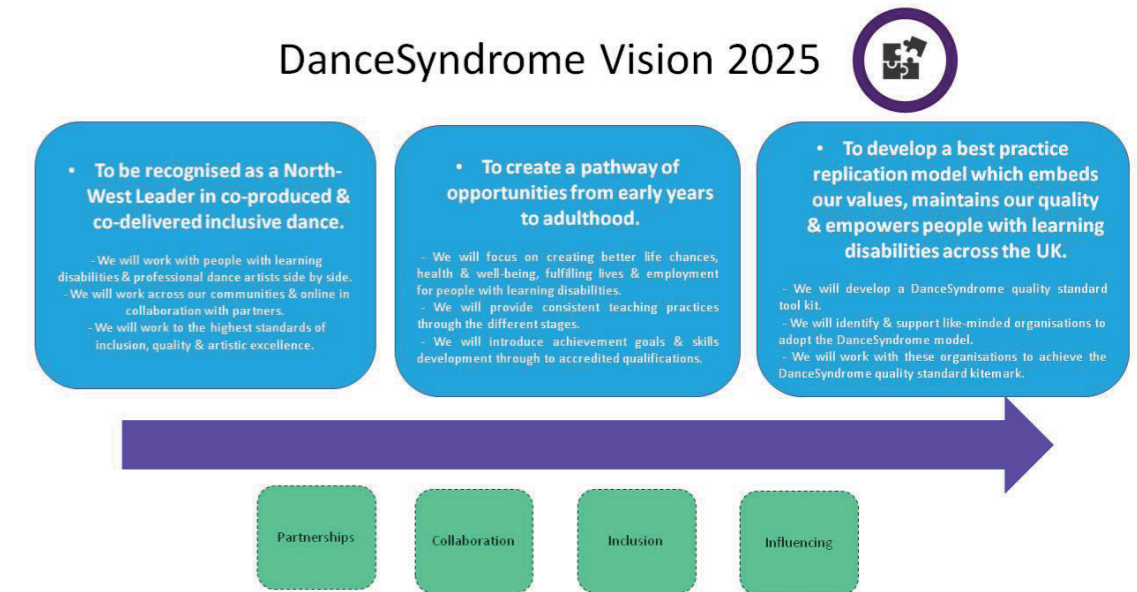 DanceSyndrome Vision 2025
• To be recognised as a North-
West Leader in co-produced &
co-delivered inclusive dance.
- We will work with people with learning
disabilities & professional dance artists side by side.
- We will work across our communities & online in
collaboration with partners.
- We will work to the highest standards of
inclusion, quality & artistic excellence.
• To create a pathway of
opportunities from early years
to adulthood.
- We will focus on creating better life chances,
health & well-being, fulfilling lives & employment
for people with learning disabilities.
- We will provide consistent teaching practices
through the different stages.
- We will introduce achievement goals & skills
development through to accredited qualifications.
• To develop a best practice
replication model which embeds
our values, maintains our quality
& empowers people with learning
disabilities across the UK.
- We will develop a DanceSyndrome quality standard
tool kit.
- We will identify & support like-minded organisations to
adopt the DanceSyndrome model.
- We will work with these organisations to achieve the
DanceSyndrome quality standard kitemark.
Partnerships
Collaboration
Inclusion
Influencing